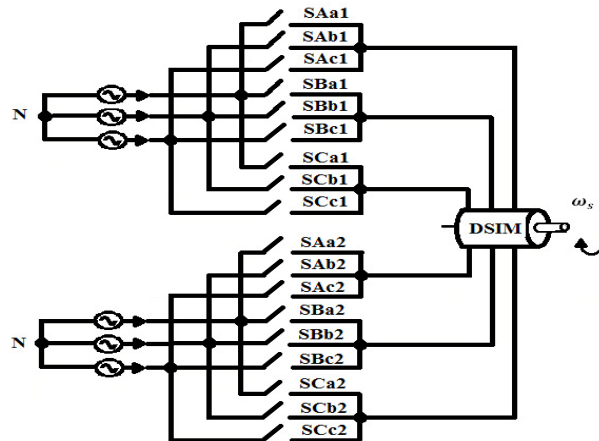 SAa1
SAb1
SAc1
SBa1
SBb1
SBc1
N
SCa1
SCb1
SCc1
ωs
DSIM
SAa2
SAb2
SAc2
SBa2
SBb2
SBc2
N
SCa2
SCb2
SCc2